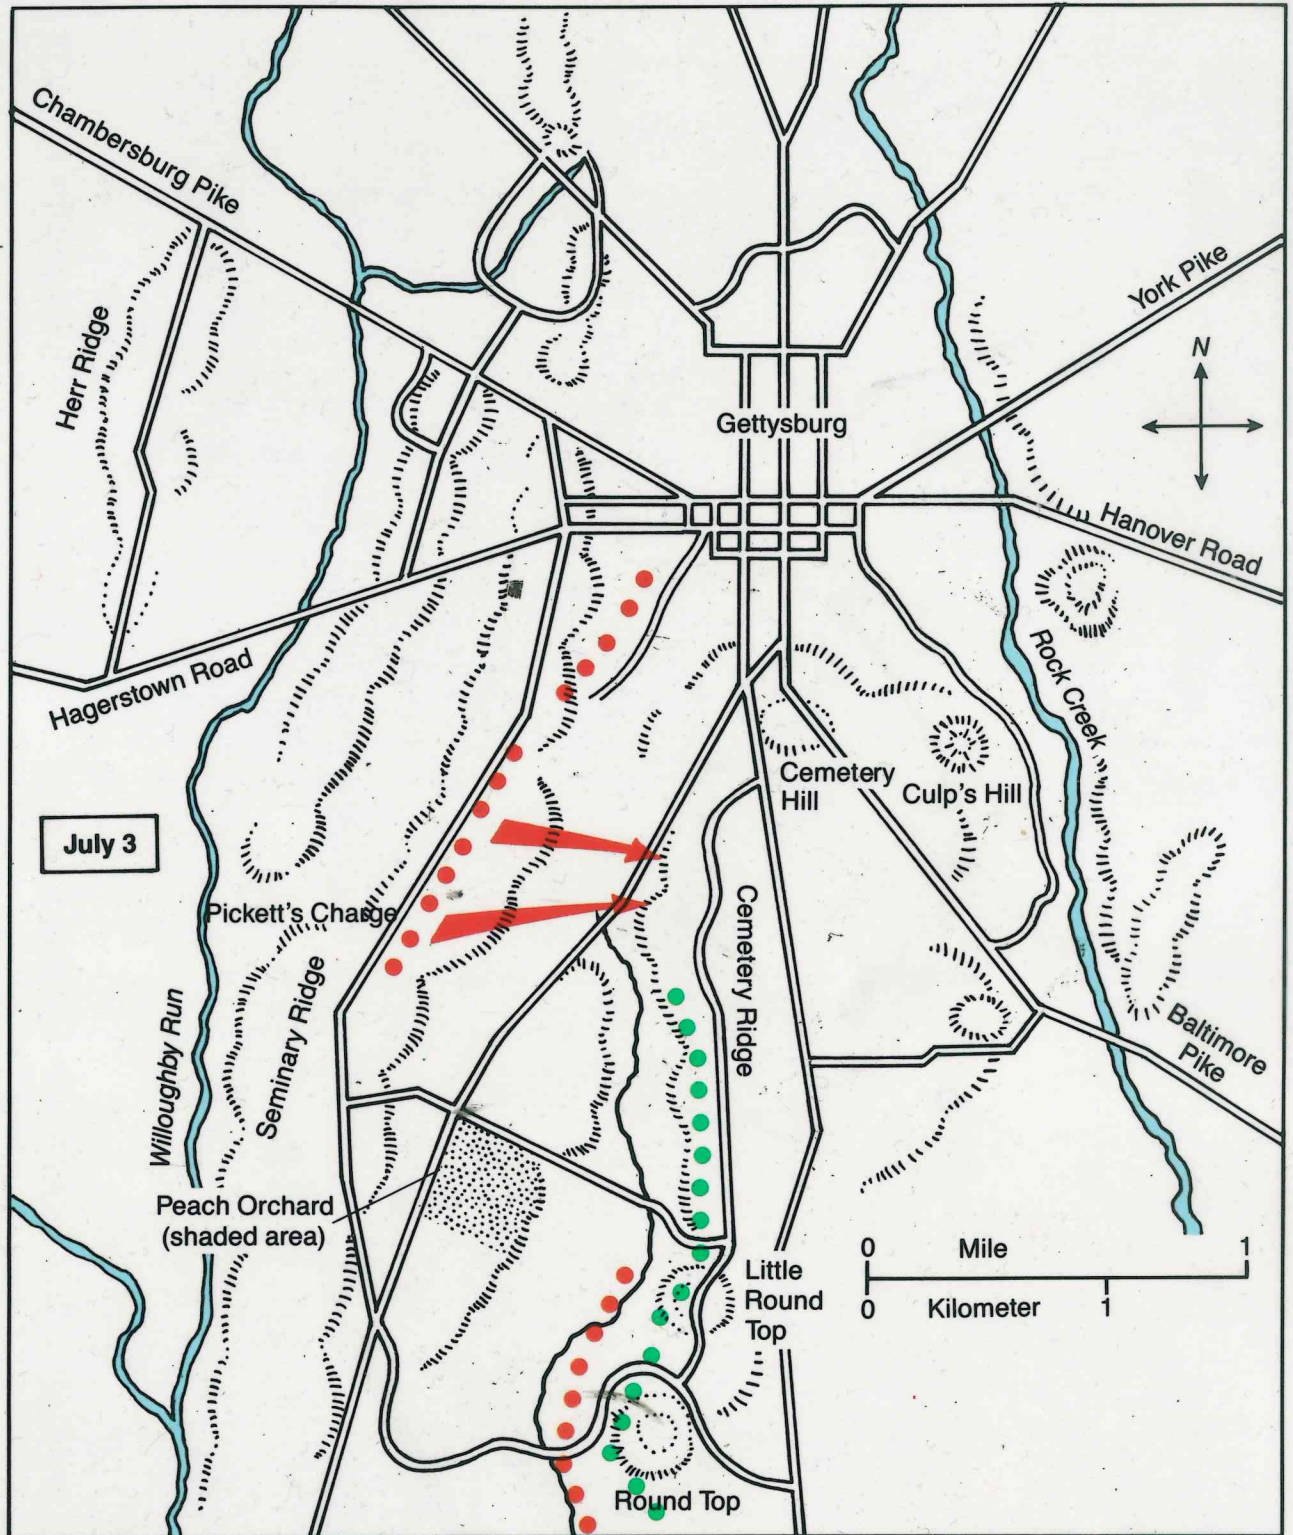 Chambersburg Pike
York Pike
N
Herr Ridge
Gettysburg
Hanover Road
Hagerstown Road
Rock Creek
Cemetery
Hill
Culp's Hill
July 3
Pickett's Charge
Cemetery Ridge
Seminary Ridge
Willoughby Run
Baltimore
Pike
Peach Orchard
(shaded area)
0 Mile 1
0 Kilometer 1
Little
Round
Top
Round Top